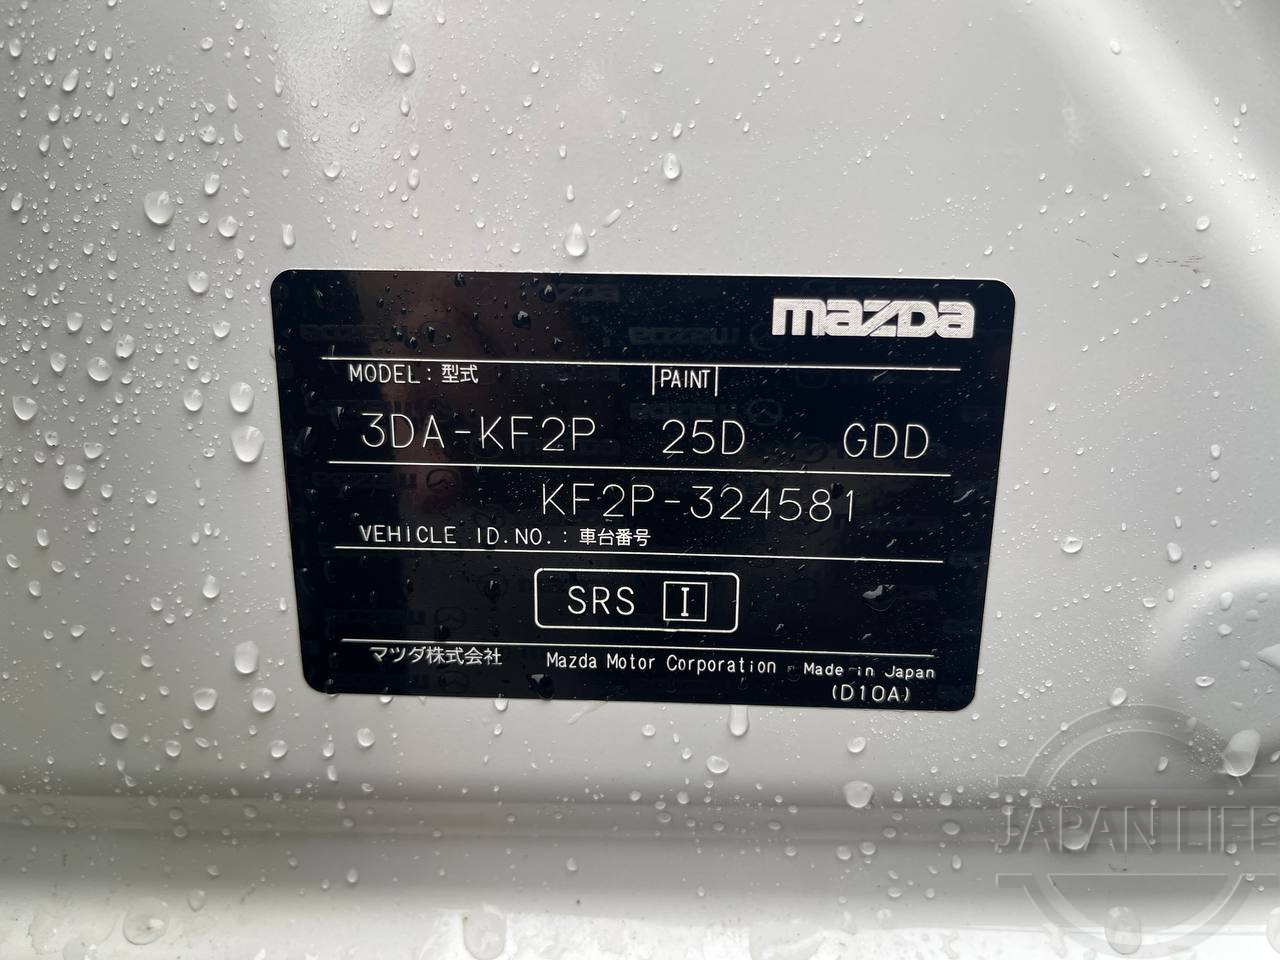 mazda
MODEL : 型式 PAINT
3DA-KF2P 25D GDD
KF2P-324581
VEHICLE ID.NO. : 車台番号
SRS I
マツダ株式会社 Mazda Motor Corporation Made in Japan
(D10A)
JAPAN LIFE